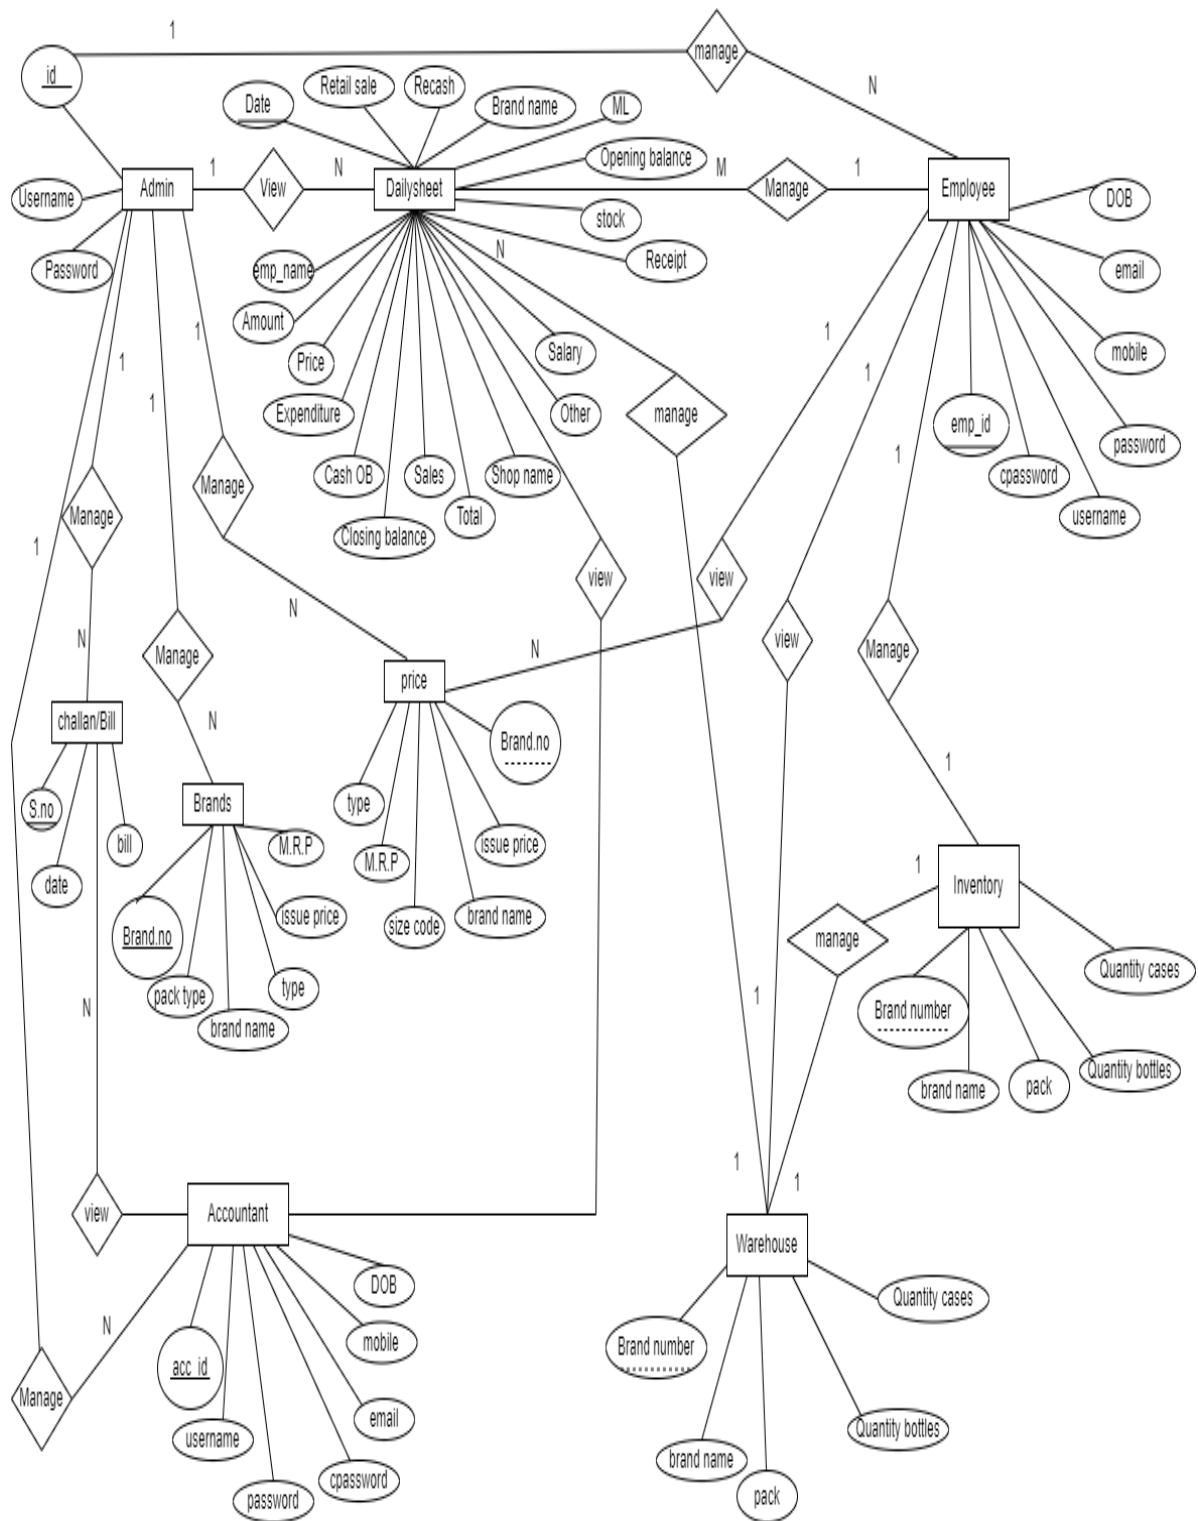 1
manage
id
N
Retail sale
Recash
Date
Brand name
ML
Opening balance
1
N
M
1
Admin
View
Dailysheet
Manage
Employee
Username
DOB
stock
N
Receipt
Password
emp_name
email
Amount
1
1
Salary
mobile
Price
1
1
1
Expenditure
Other
manage
emp_id
Cash OB
Sales
Shop name
1
password
cpassword
Manage
Manage
Total
username
Closing balance
1
view
view
N
N
N
Manage
view
Manage
price
challan/Bill
N
Brand.no
1
1
Brands
S.no
type
bill
M.R.P
issue price
M.R.P
1
date
Inventory
issue price
size code
brand name
Brand.no
manage
Quantity cases
pack type
type
N
1
Brand number
brand name
Quantity bottles
pack
brand name
1
1
view
Accountant
Warehouse
DOB
Quantity cases
N
mobile
Brand number
acc_id
Manage
email
username
Quantity bottles
brand name
cpassword
password
pack